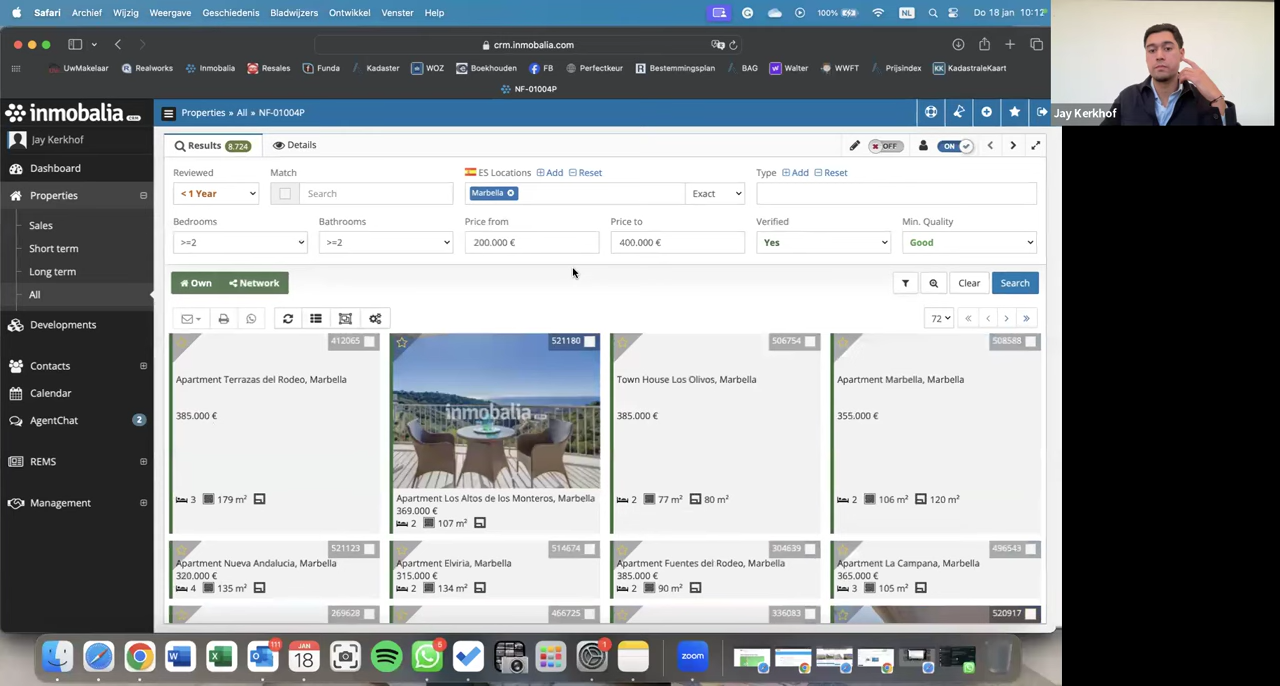 Safari Archief Wijzig Weergave Geschiedenis Bladwijzers Ontwikkel Venster Help 100% NL Do 18 jan 10:12
crm.inmobalia.com
UwMakelaar Realworks Inmobalia Resales Funda Kadaster WOZ Boekhouden FB Perfectkeur Bestemmingsplan BAG Walter WWFT Prijsindex KadastraleKaart
NF-01004P
inmobalia CRM
Properties » All » NF-01004P
Jay Kerkhof
Jay Kerkhof
Dashboard
Properties
Sales
Short term
Long term
All
Developments
Contacts
Calendar
AgentChat 2
REMS
Management
Results 8.724 Details OFF ON
Reviewed Match ES Locations Add Reset Type Add Reset
< 1 Year Search Marbella Exact
Bedrooms Bathrooms Price from Price to Verified Min. Quality
>=2 >=2 200.000 € 400.000 € Yes Good
Own Network Clear Search
72
412065 521180 506754 508588
Apartment Terrazas del Rodeo, Marbella
385.000 €
3 179 m²
inmobalia
Apartment Los Altos de los Monteros, Marbella
369.000 €
2 107 m²
Town House Los Olivos, Marbella
385.000 €
2 77 m² 80 m²
Apartment Marbella, Marbella
355.000 €
2 106 m² 120 m²
521123 514674 304639 496543
Apartment Nueva Andalucia, Marbella
320.000 €
4 135 m²
Apartment Elviria, Marbella
315.000 €
2 134 m²
Apartment Fuentes del Rodeo, Marbella
385.000 €
2 90 m²
Apartment La Campana, Marbella
365.000 €
3 105 m²
269628 466725 336083 520917
111
JAN
18
6
1
zoom